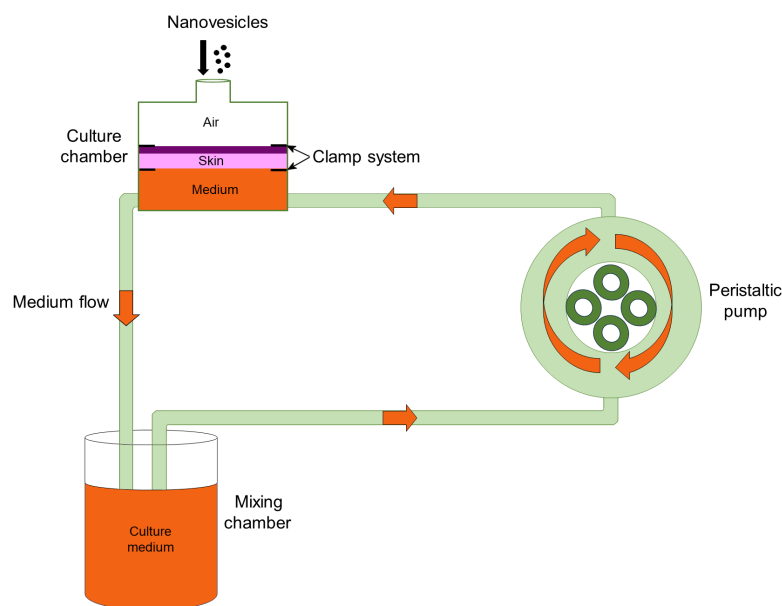 Nanovesicles
Air
Culture
chamber
Skin
Clamp system
Medium
Medium flow
Peristaltic
pump
Mixing
chamber
Culture
medium